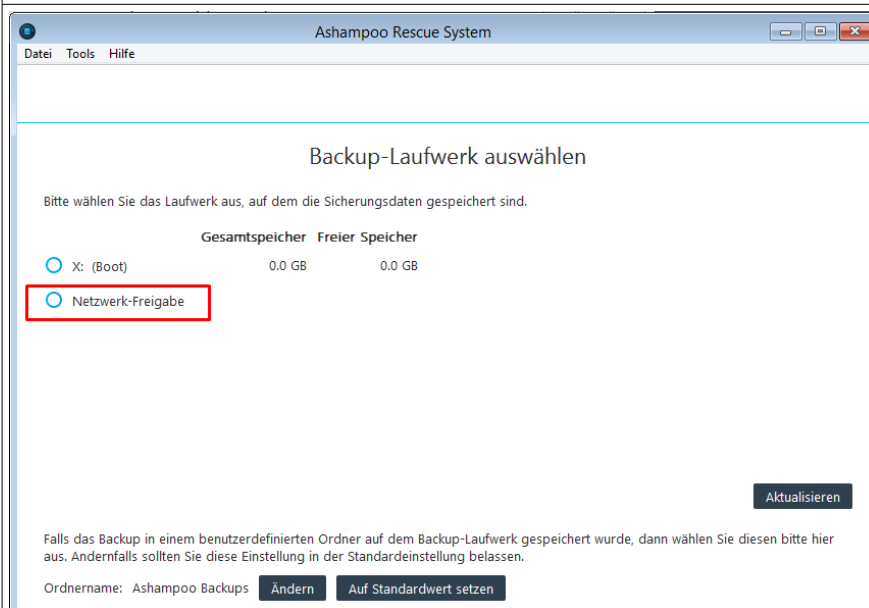 Ashampoo Rescue System
Datei Tools Hilfe
Backup-Laufwerk auswählen
Bitte wählen Sie das Laufwerk aus, auf dem die Sicherungsdaten gespeichert sind.
Gesamtspeicher Freier Speicher
X: (Boot) 0.0 GB 0.0 GB
Netzwerk-Freigabe
Aktualisieren
Falls das Backup in einem benutzerdefinierten Ordner auf dem Backup-Laufwerk gespeichert wurde, dann wählen Sie diesen bitte hier
aus. Andernfalls sollten Sie diese Einstellung in der Standardeinstellung belassen.
Ordnername: Ashampoo Backups Ändern Auf Standardwert setzen